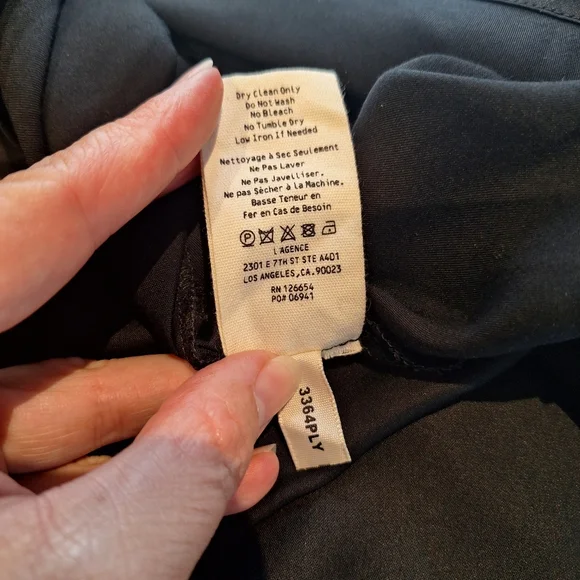 Dry Clean Only
Do Not Wash
No Bleach
No Tumble Dry
Low Iron If Needed
Nettoyage à Sec Seulement
Ne Pas Laver
Ne Pas Javelliser.
Ne pas Sècher à la Machine.
Basse Teneur en
Fer en Cas de Besoin
P
L'AGENCE
2301 E 7TH ST STE A401
LOS ANGELES, CA. 90023
RN 126654
PO# 06941
3364PLY